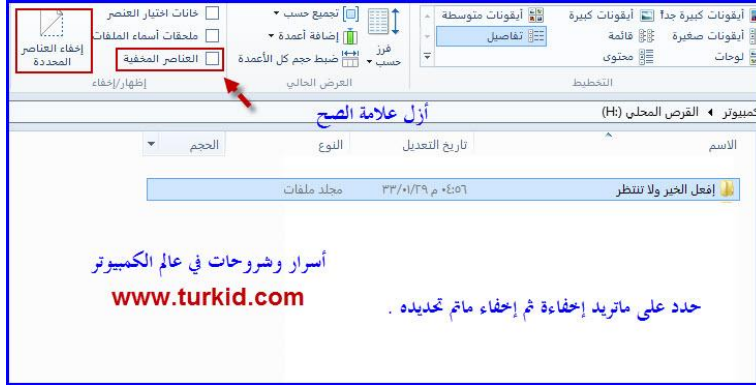 أيقونات كبيرة جدا أيقونات كبيرة أيقونات متوسطة
أيقونات صغيرة قائمة تفاصيل
لوحات محتوى
التخطيط
فرز حسب
تجميع حسب
إضافة أعمدة
ضبط حجم كل الأعمدة
العرض الحالي
خانات اختيار العنصر
ملحقات أسماء الملفات
العناصر المخفية
إخفاء العناصر
المحددة
إظهار/إخفاء
كمبيوتر القرص المحلي (H:)
أزل علامة الصح
الاسم تاريخ التعديل النوع الحجم
إفعل الخير ولا تنتظر ٠٤:٥٦ م ٣٣/٠١/٢٩ مجلد ملفات
أسرار وشروحات في عالم الكمبيوتر
www.turkid.com
حدد على ماتريد إخفاءة ثم إخفاء ماتم تحديده .